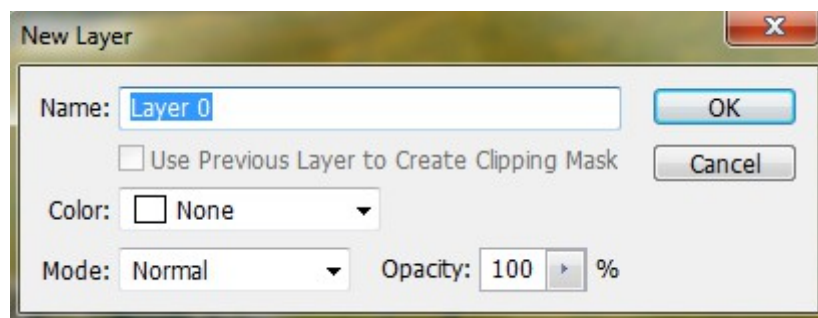 New Layer
Name: Layer 0 OK
Use Previous Layer to Create Clipping Mask Cancel
Color: None
Mode: Normal Opacity: 100 %